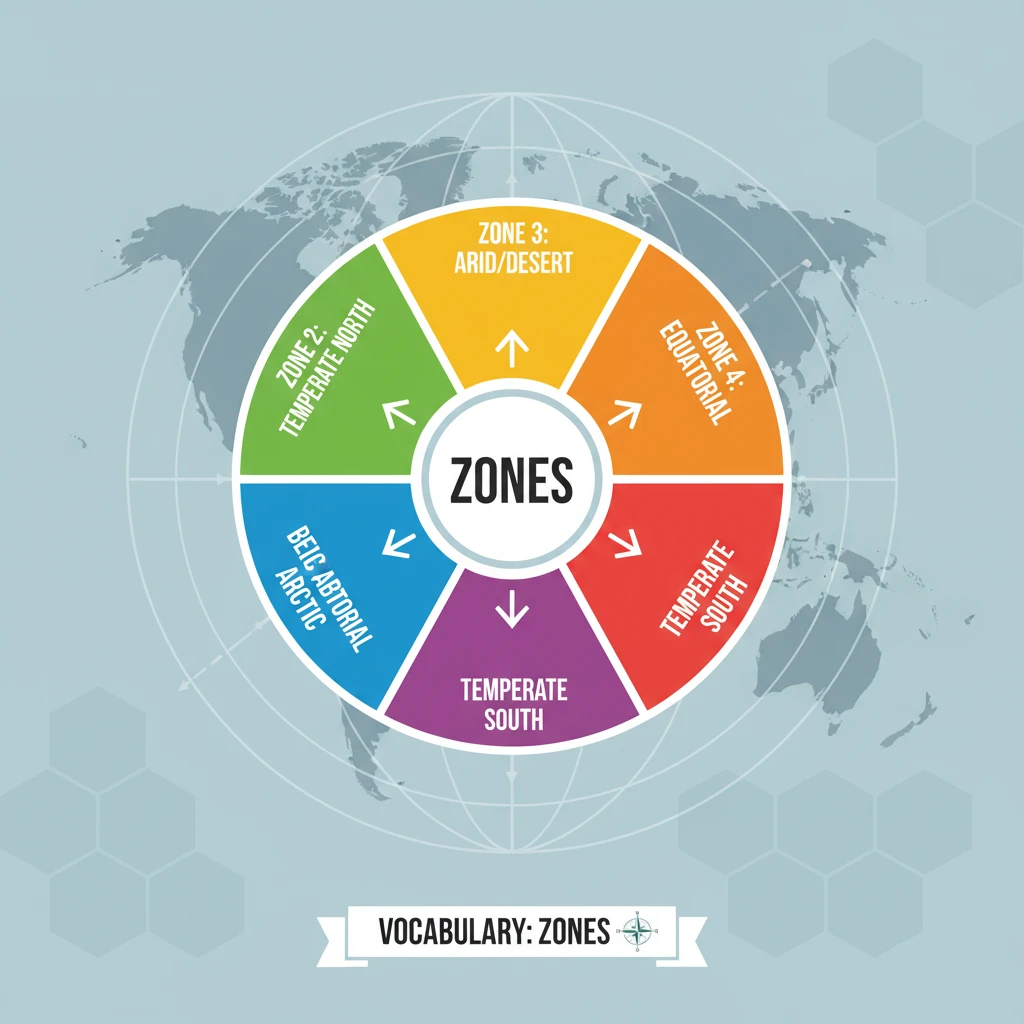 ZONE 3:
ARID/DESERT
ZONE 2:
TEMPERATE NORTH
ZONE 4:
EQUATORIAL
ZONES
BEIC ABTORIAL
ARCTIC
TEMPERATE
SOUTH
TEMPERATE
SOUTH
VOCABULARY: ZONES